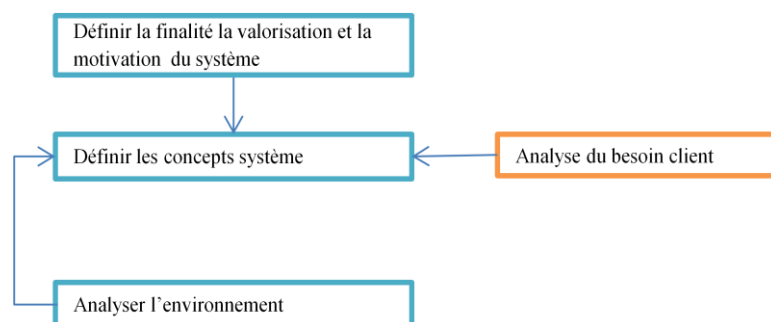 Définir la finalité la valorisation et la
motivation  du système
Définir les concepts système
Analyse du besoin client
Analyser l’environnement